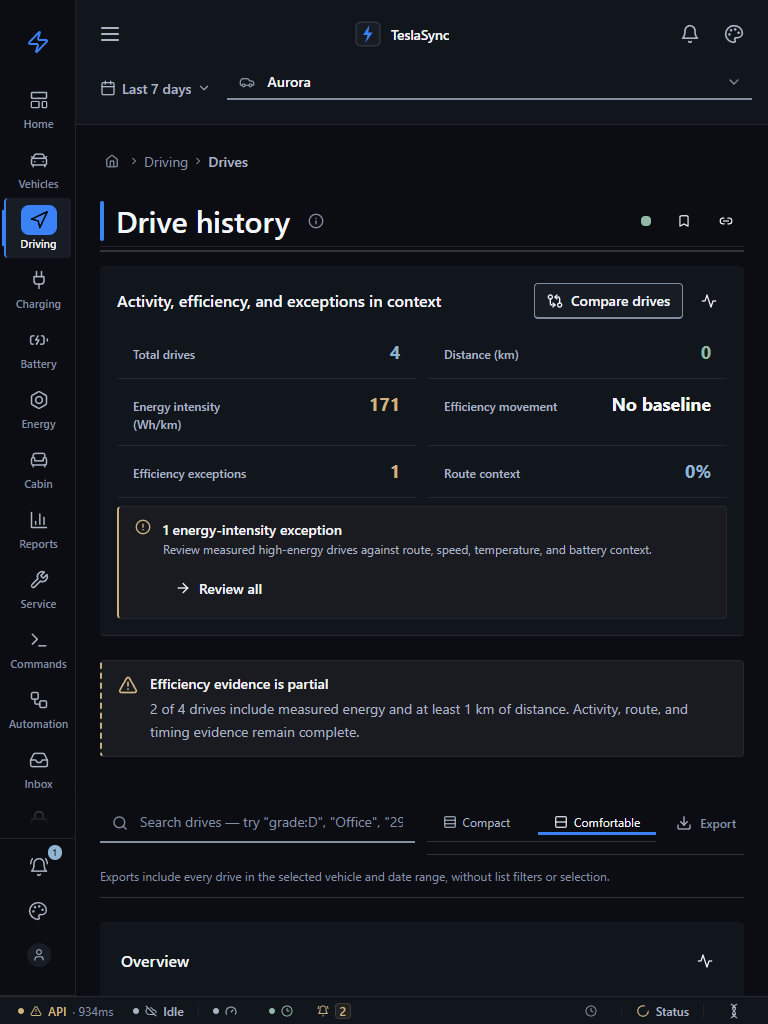 TeslaSync
Last 7 days
Aurora
Home
Vehicles
Driving
Charging
Battery
Energy
Cabin
Reports
Service
Commands
Automation
Inbox
1
Driving
Drives
Drive history
Activity, efficiency, and exceptions in context
Compare drives
Total drives
4
Distance (km)
0
Energy intensity
(Wh/km)
171
Efficiency movement
No baseline
Efficiency exceptions
1
Route context
0%
1 energy-intensity exception
Review measured high-energy drives against route, speed, temperature, and battery context.
Review all
Efficiency evidence is partial
2 of 4 drives include measured energy and at least 1 km of distance. Activity, route, and
timing evidence remain complete.
Search drives — try "grade:D", "Office", "29
Compact
Comfortable
Export
Exports include every drive in the selected vehicle and date range, without list filters or selection.
Overview
API · 934ms
Idle
2
Status